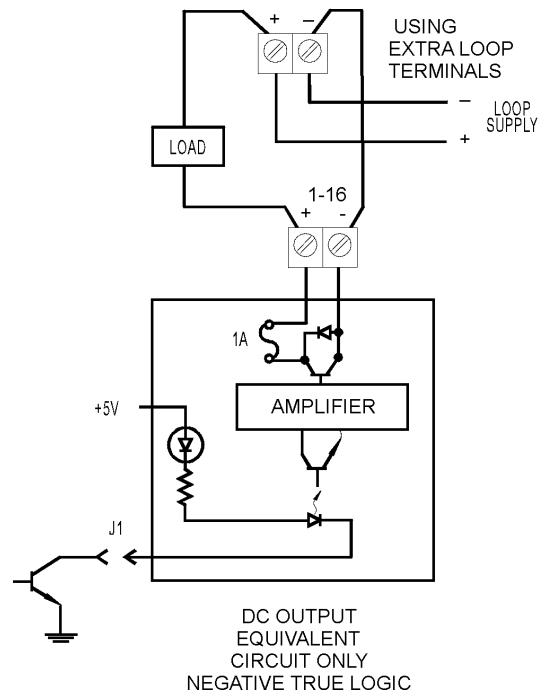 + −
USING
EXTRA LOOP
TERMINALS
−
LOOP
SUPPLY
+
LOAD
1-16
+ -
1A
AMPLIFIER
+5V
J1
DC OUTPUT
EQUIVALENT
CIRCUIT ONLY
NEGATIVE TRUE LOGIC